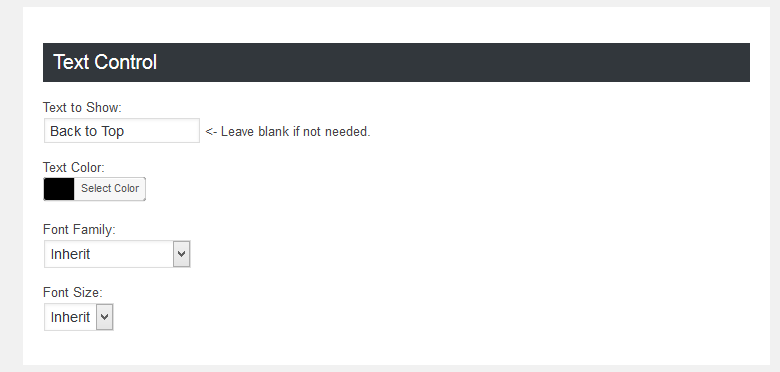 Text Control
Text to Show:
Back to Top <- Leave blank if not needed.
Text Color:
Select Color
Font Family:
Inherit
Font Size:
Inherit